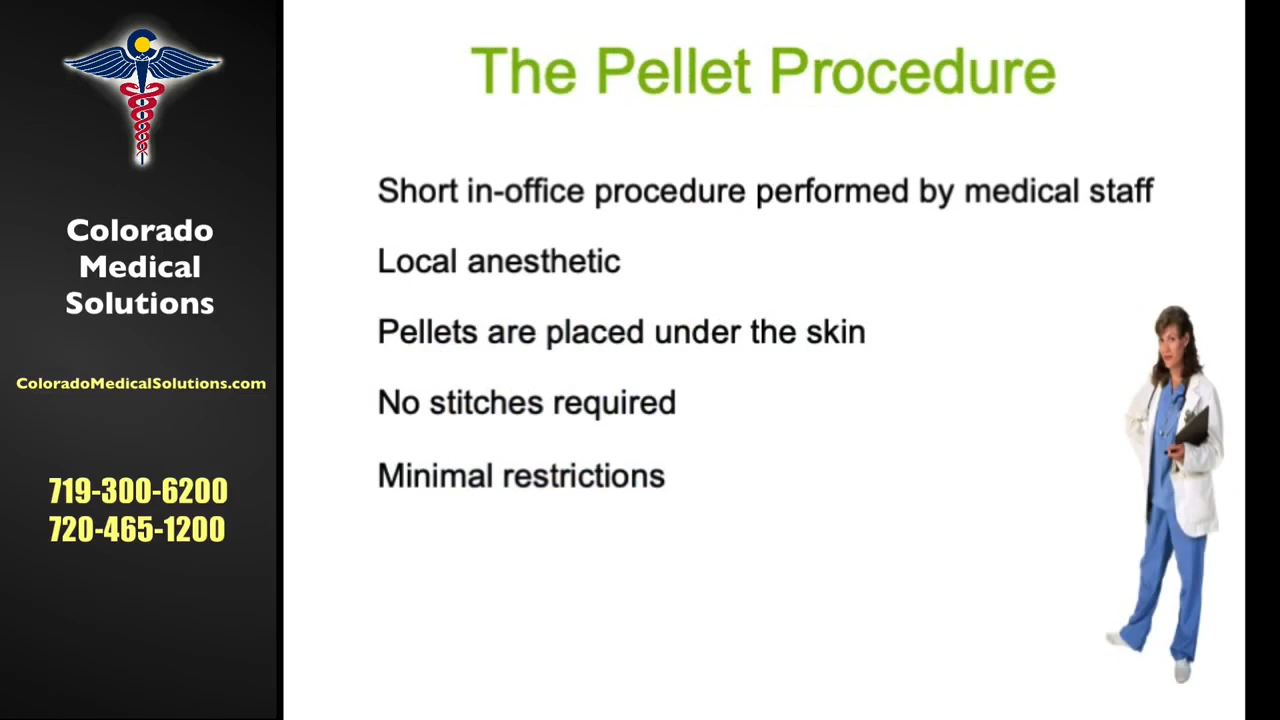 Colorado
Medical
Solutions
ColoradoMedicalSolutions.com
719-300-6200
720-465-1200
The Pellet Procedure
Short in-office procedure performed by medical staff
Local anesthetic
Pellets are placed under the skin
No stitches required
Minimal restrictions